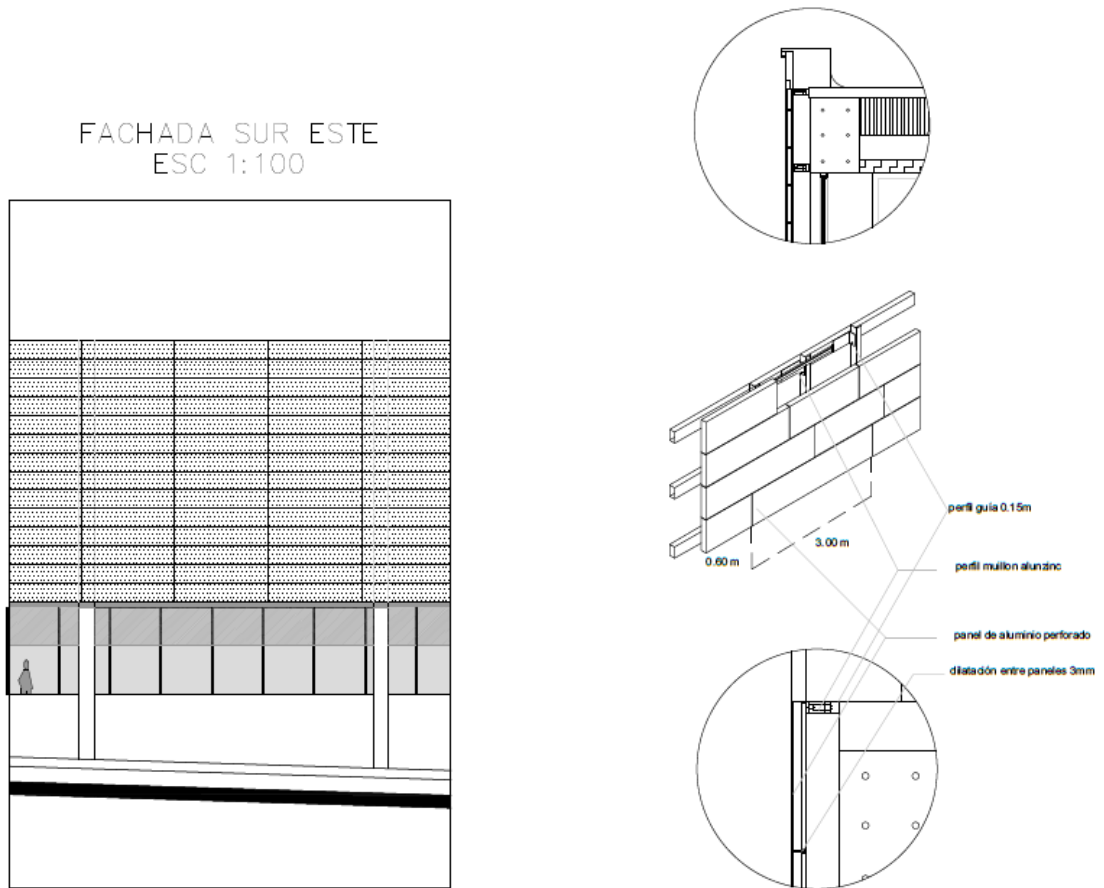 FACHADA SUR ESTE
ESC 1:100
0.60 m
3.00 m
perfil guia 0.15m
perfil muillon alunzinc
panel de aluminio perforado
dilatación entre paneles 3mm